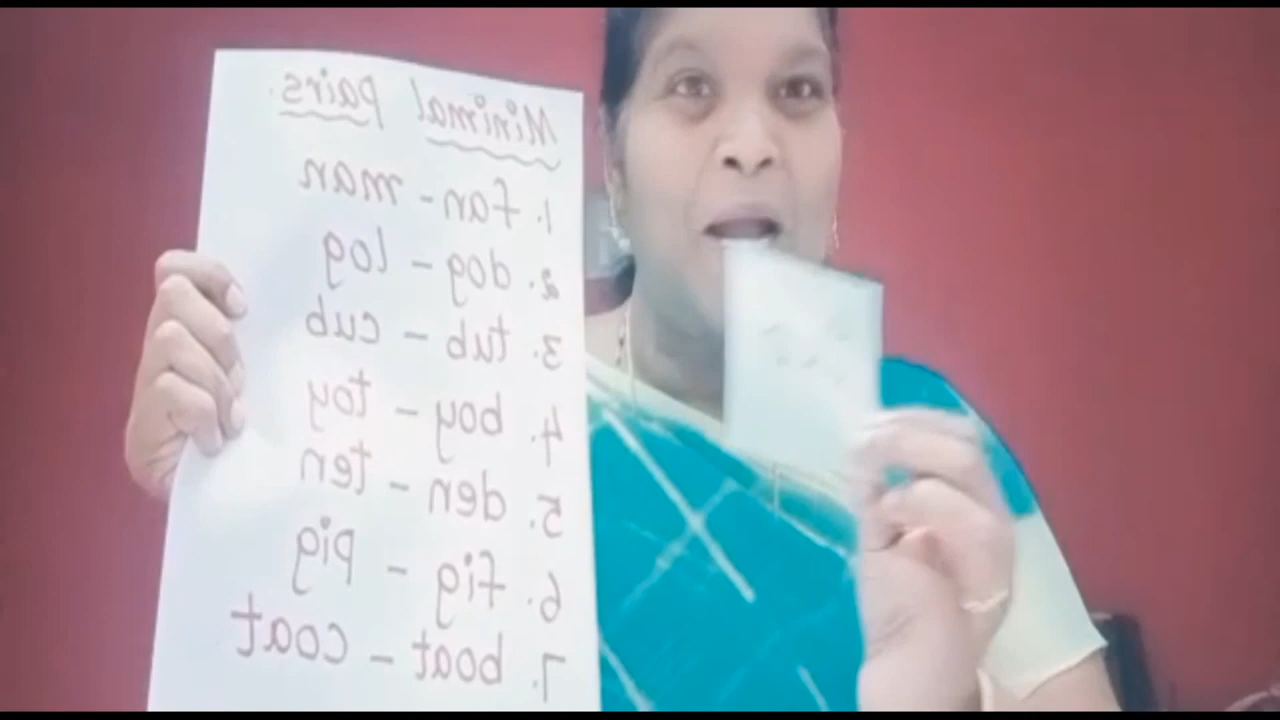 Minimal Pairs.
1. fan - man
2. dog - log
3. tub - cub
4. boy - toy
5. den - ten
6. fig - pig
7. boat - coat